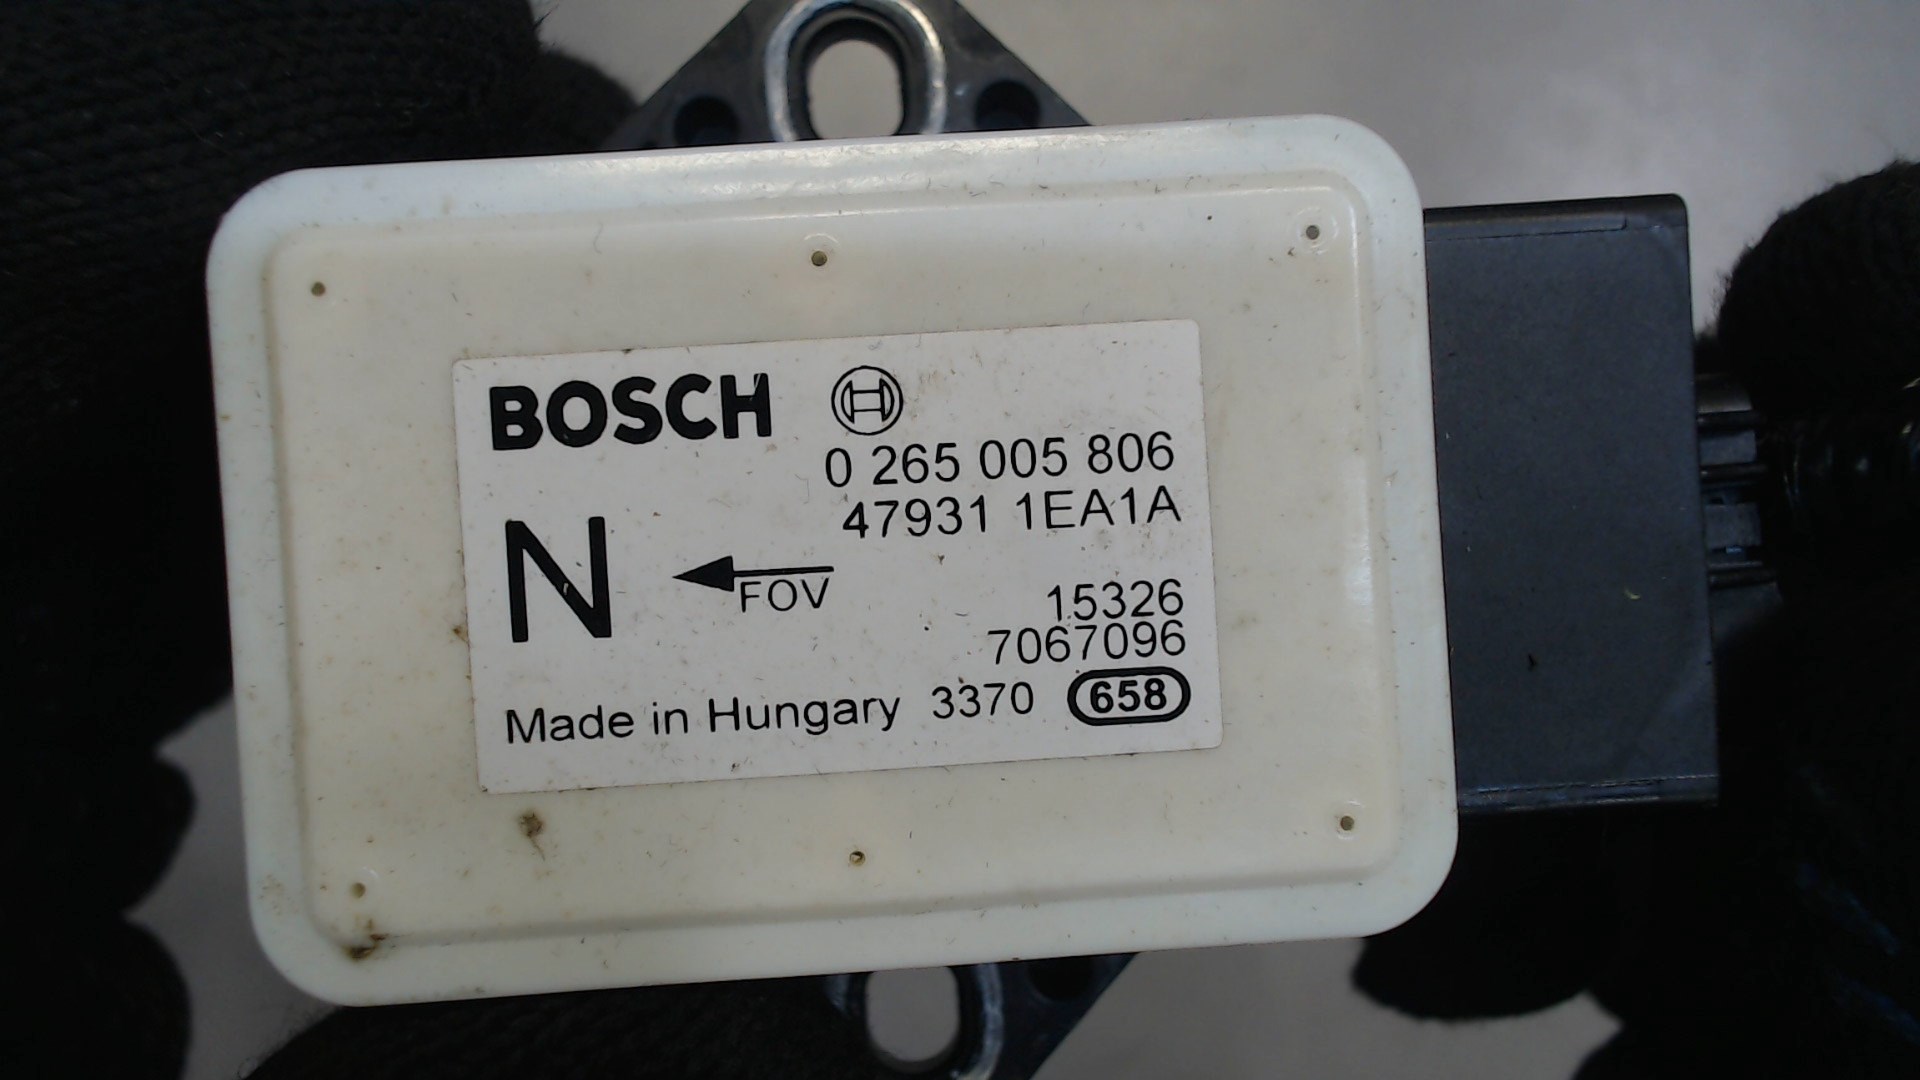 BOSCH
0 265 005 806
47931 1EA1A
N
FOV
15326
7067096
Made in Hungary 3370 658